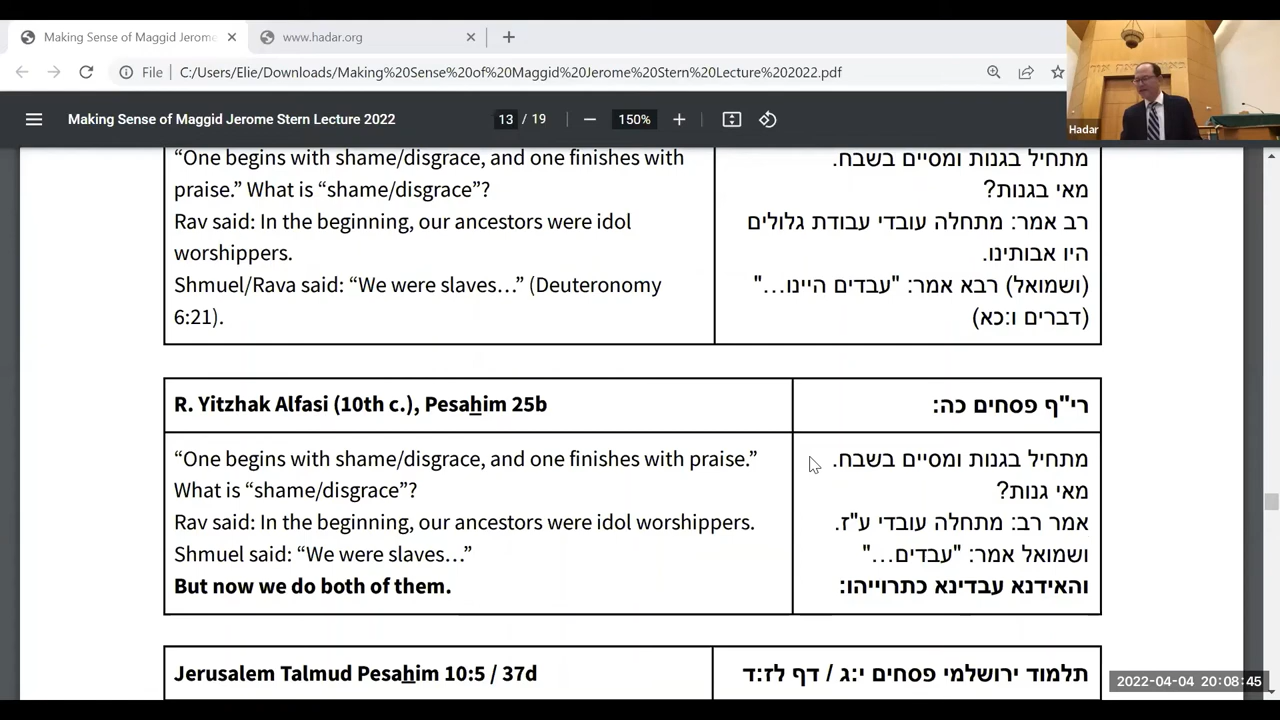 Making Sense of Maggid Jerome
www.hadar.org
File
C:/Users/Elie/Downloads/Making%20Sense%20of%20Maggid%20Jerome%20Stern%20Lecture%202022.pdf
Making Sense of Maggid Jerome Stern Lecture 2022
13 / 19
150%
Hadar
“One begins with shame/disgrace, and one finishes with
praise.” What is “shame/disgrace”?
Rav said: In the beginning, our ancestors were idol
worshippers.
Shmuel/Rava said: “We were slaves…” (Deuteronomy
6:21).
מתחיל בגנות ומסיים בשבח.
מאי בגנות?
רב אמר: מתחלה עובדי עבודת גלולים
היו אבותינו.
(ושמואל) רבא אמר: "עבדים היינו…"
(דברים ו:כא)
R. Yitzhak Alfasi (10th c.), Pesahim 25b
רי"ף פסחים כה:
“One begins with shame/disgrace, and one finishes with praise.”
What is “shame/disgrace”?
Rav said: In the beginning, our ancestors were idol worshippers.
Shmuel said: “We were slaves…”
But now we do both of them.
מתחיל בגנות ומסיים בשבח.
מאי גנות?
אמר רב: מתחלה עובדי ע"ז.
ושמואל אמר: "עבדים…"
והאידנא עבדינא כתרוייהו:
Jerusalem Talmud Pesahim 10:5 / 37d
תלמוד ירושלמי פסחים י:ג / דף לז:ד
2022-04-04 20:08:45